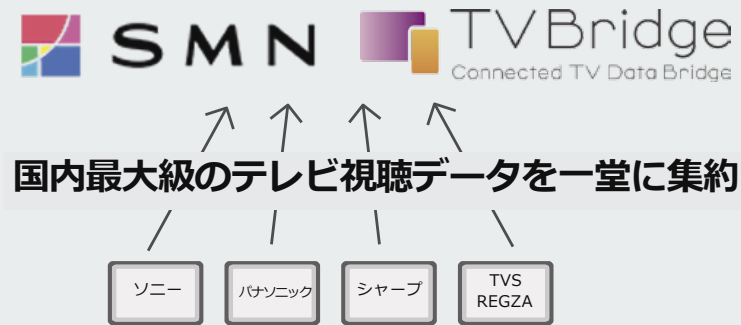 SMN
TVBridge
Connected TV Data Bridge
国内最大級のテレビ視聴データを一堂に集約
ソニー
パナソニック
シャープ
TVS
REGZA